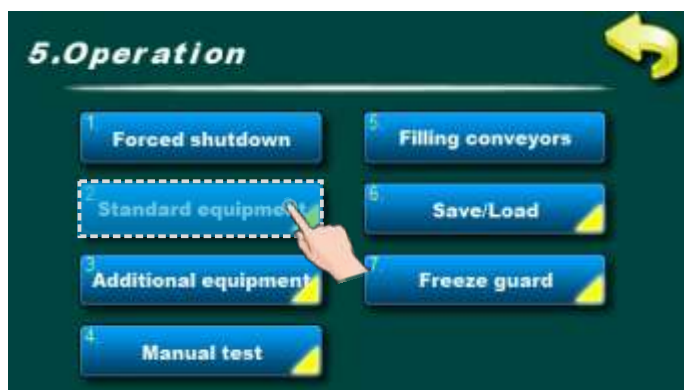 5.Operation
1 Forced shutdown
2 Standard equipment
3 Additional equipment
4 Manual test
5 Filling conveyors
6 Save/Load
7 Freeze guard